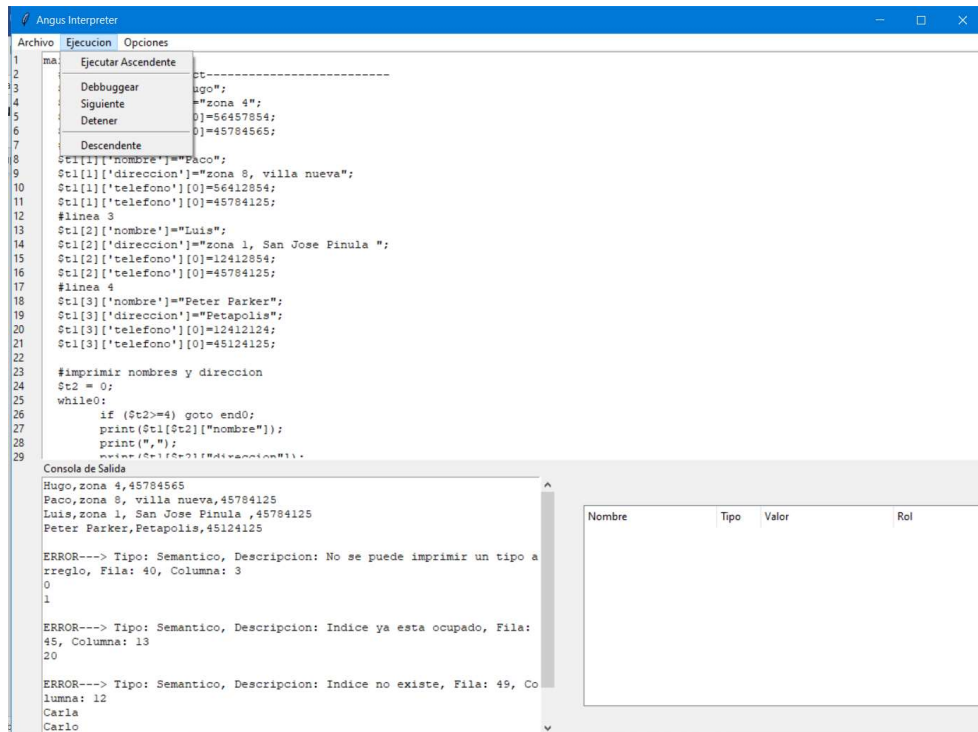 Angus Interpreter
Archivo Ejecucion Opciones
Ejecutar Ascendente
Debbuggear
Siguiente
Detener
Descendente
1 ma
2 ct--------------------------
3 ugo";
4 ="zona 4";
5 0]=56457854;
6 0]=45784565;
7
8 $t1[1]['nombre']="Paco";
9 $t1[1]['direccion']="zona 8, villa nueva";
10 $t1[1]['telefono'][0]=56412854;
11 $t1[1]['telefono'][0]=45784125;
12 #linea 3
13 $t1[2]['nombre']="Luis";
14 $t1[2]['direccion']="zona 1, San Jose Pinula ";
15 $t1[2]['telefono'][0]=12412854;
16 $t1[2]['telefono'][0]=45784125;
17 #linea 4
18 $t1[3]['nombre']="Peter Parker";
19 $t1[3]['direccion']="Petapolis";
20 $t1[3]['telefono'][0]=12412124;
21 $t1[3]['telefono'][0]=45124125;
22
23 #imprimir nombres y direccion
24 $t2 = 0;
25 while0:
26 if ($t2>=4) goto end0;
27 print($t1[$t2]["nombre"]);
28 print(",");
29 print($t1[$t2]["direccion"]);
Consola de Salida
Hugo,zona 4,45784565
Paco,zona 8, villa nueva,45784125
Luis,zona 1, San Jose Pinula ,45784125
Peter Parker,Petapolis,45124125
ERROR---> Tipo: Semantico, Descripcion: No se puede imprimir un tipo a
rreglo, Fila: 40, Columna: 3
0
1
ERROR---> Tipo: Semantico, Descripcion: Indice ya esta ocupado, Fila:
45, Columna: 13
20
ERROR---> Tipo: Semantico, Descripcion: Indice no existe, Fila: 49, Co
lumna: 12
Carla
Carlo
Nombre Tipo Valor Rol